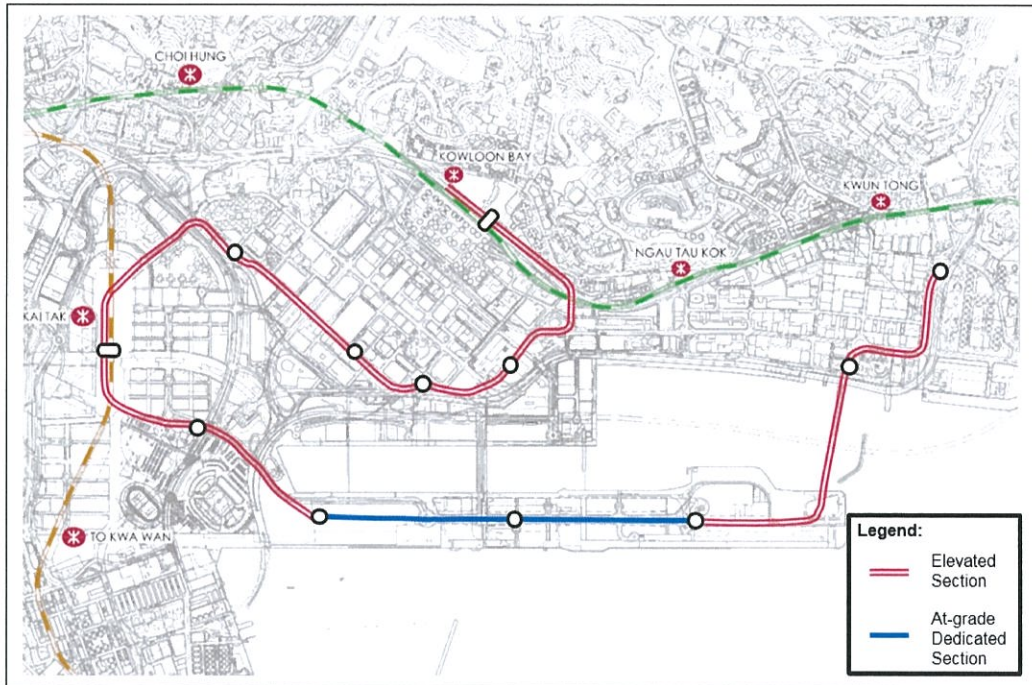 CHOI HUNG
KOWLOON BAY
KWUN TONG
NGAU TAU KOK
KAI TAK
TO KWA WAN
Legend:
Elevated
Section
At-grade
Dedicated
Section